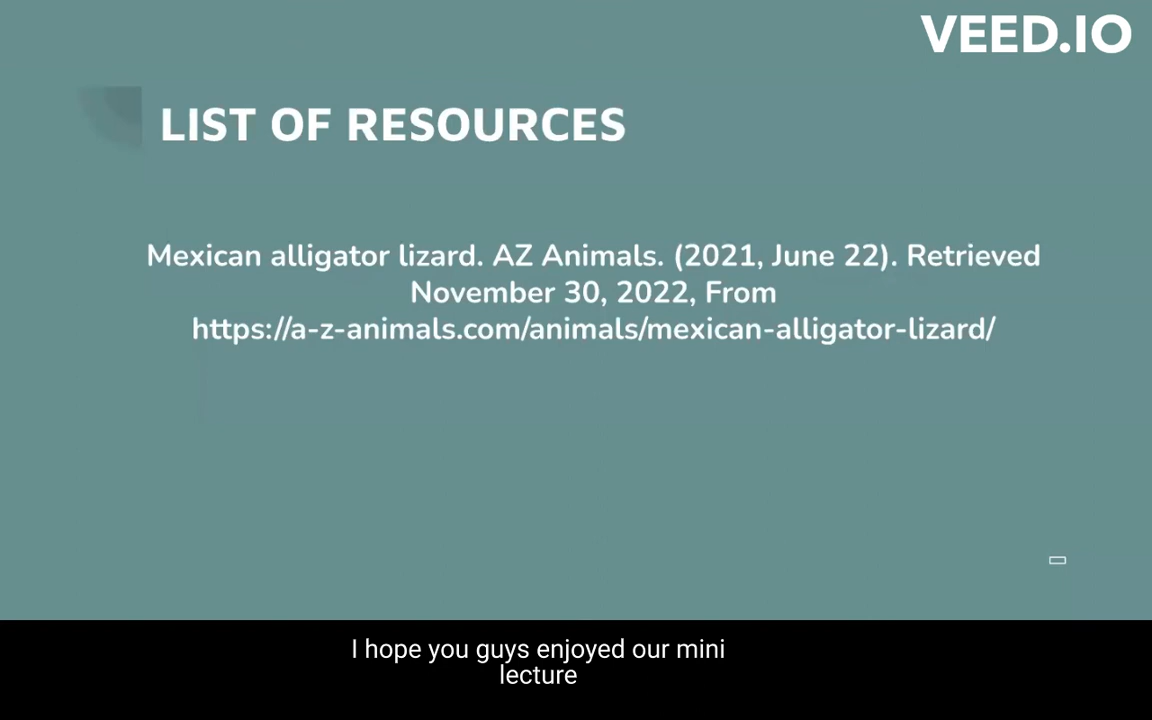 VEED.IO
LIST OF RESOURCES
Mexican alligator lizard. AZ Animals. (2021, June 22). Retrieved
November 30, 2022, From
https://a-z-animals.com/animals/mexican-alligator-lizard/
I hope you guys enjoyed our mini
lecture